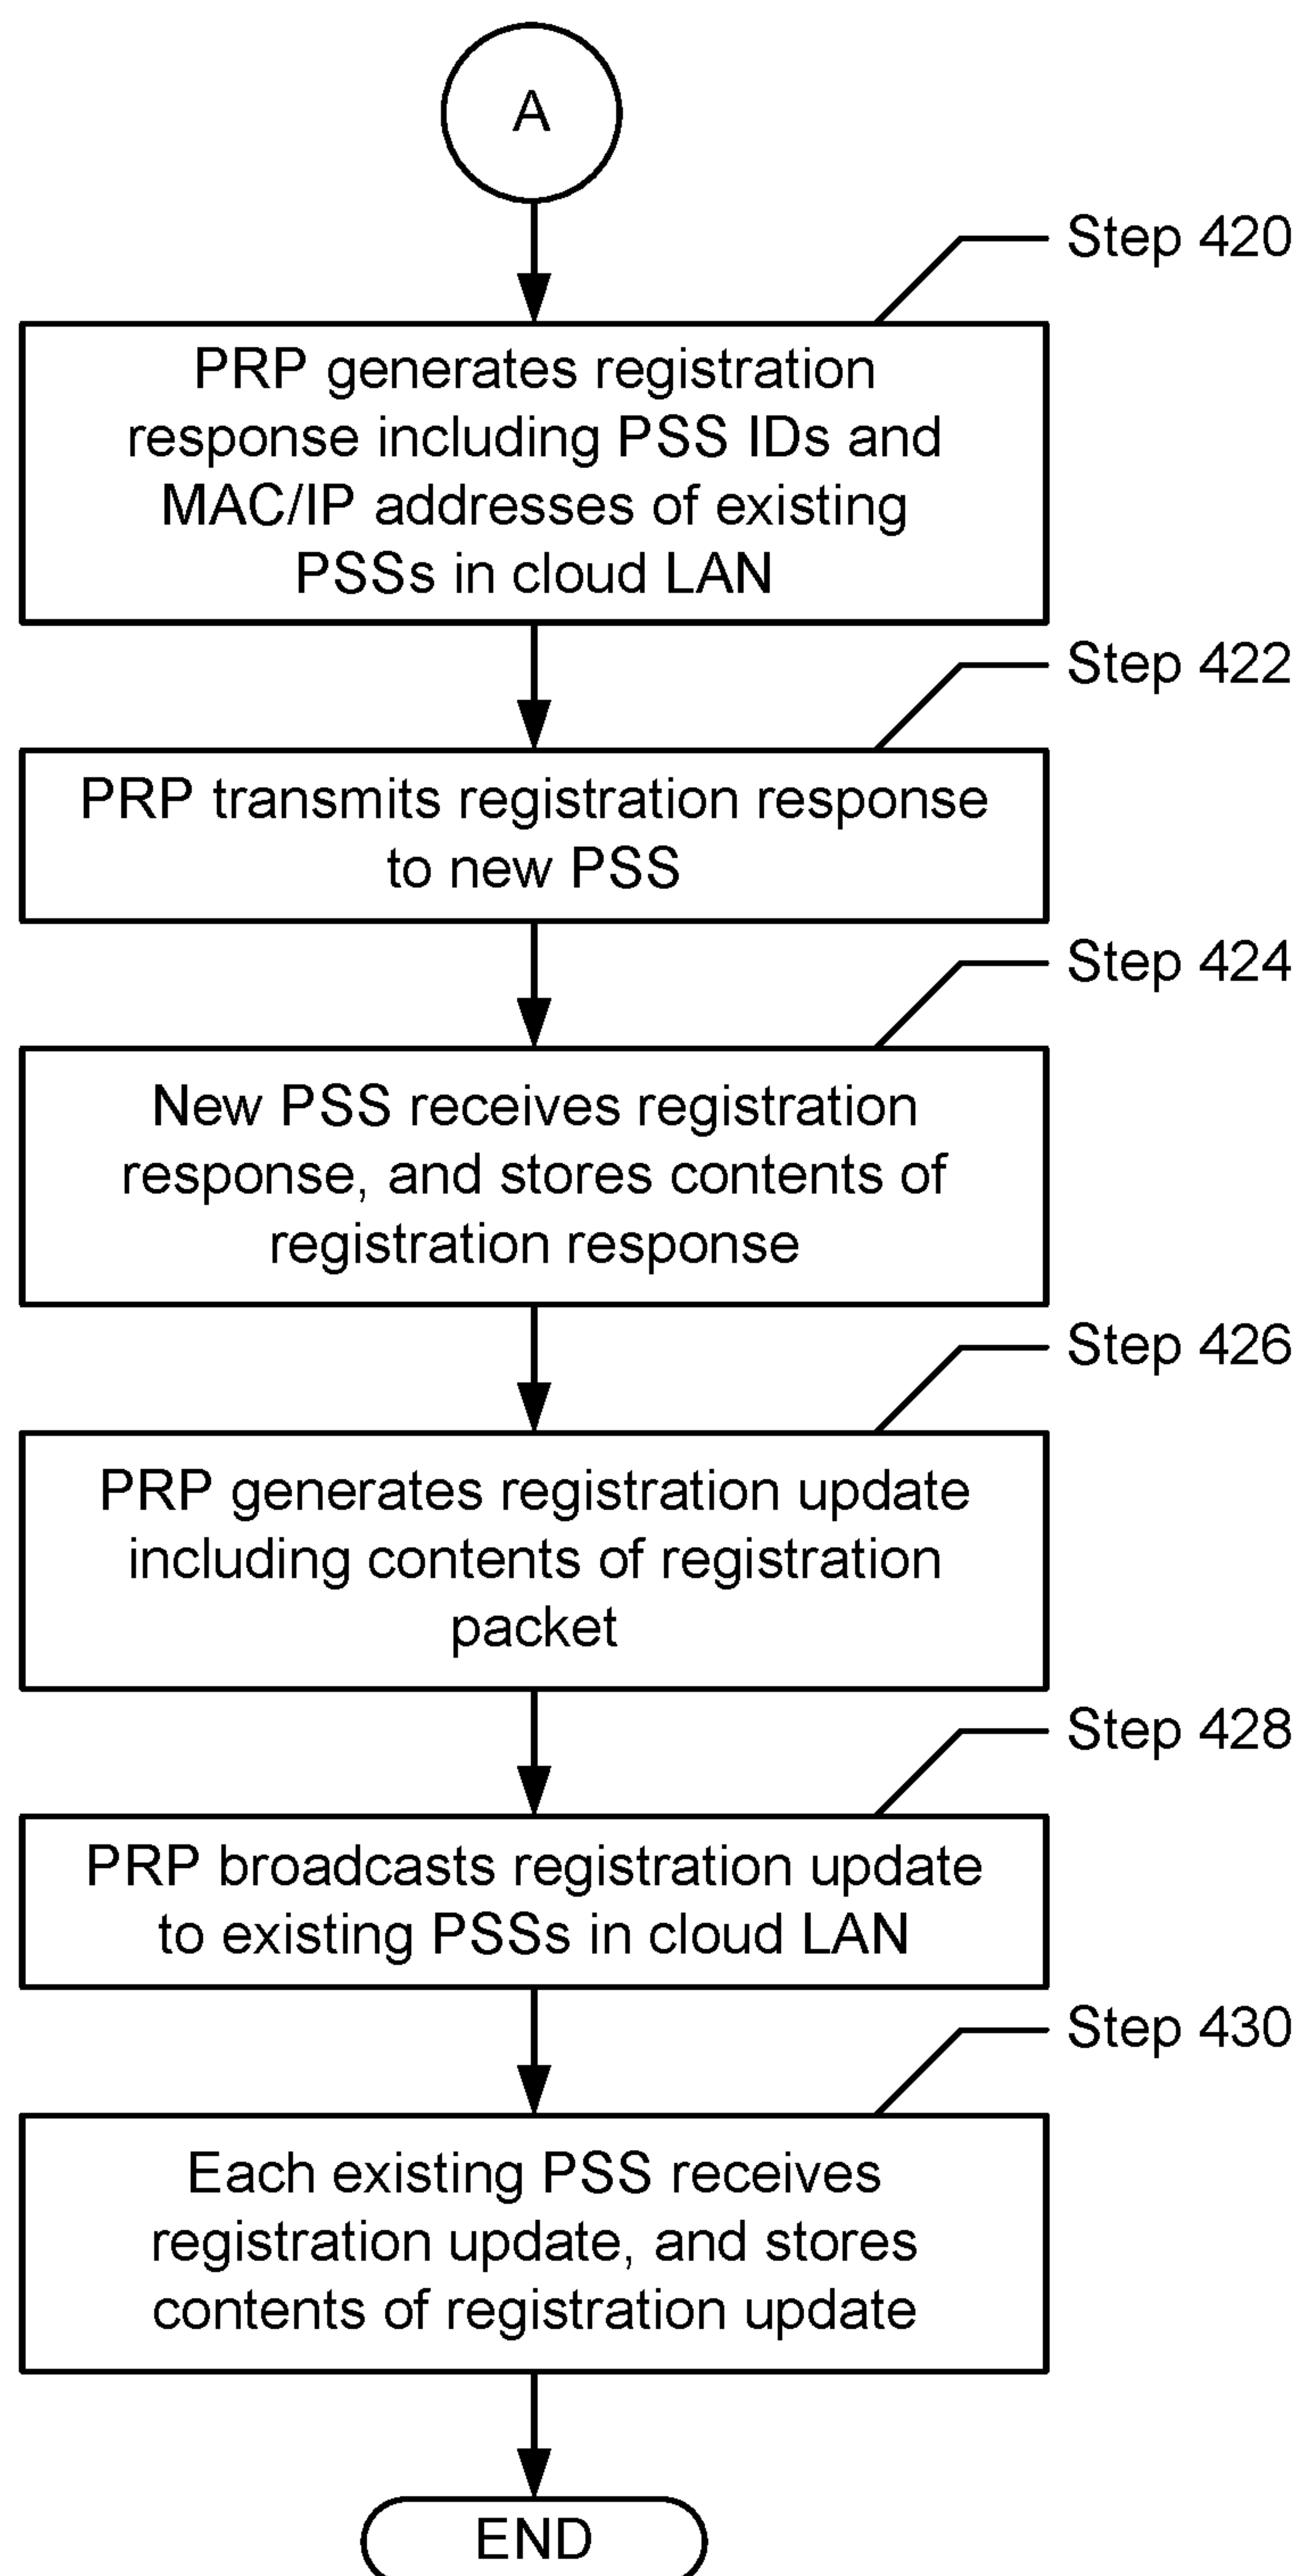 A
Step 420
PRP generates registration
response including PSS IDs and
MAC/IP addresses of existing
PSSs in cloud LAN
Step 422
PRP transmits registration response
to new PSS
Step 424
New PSS receives registration
response, and stores contents of
registration response
Step 426
PRP generates registration update
including contents of registration
packet
Step 428
PRP broadcasts registration update
to existing PSSs in cloud LAN
Step 430
Each existing PSS receives
registration update, and stores
contents of registration update
END